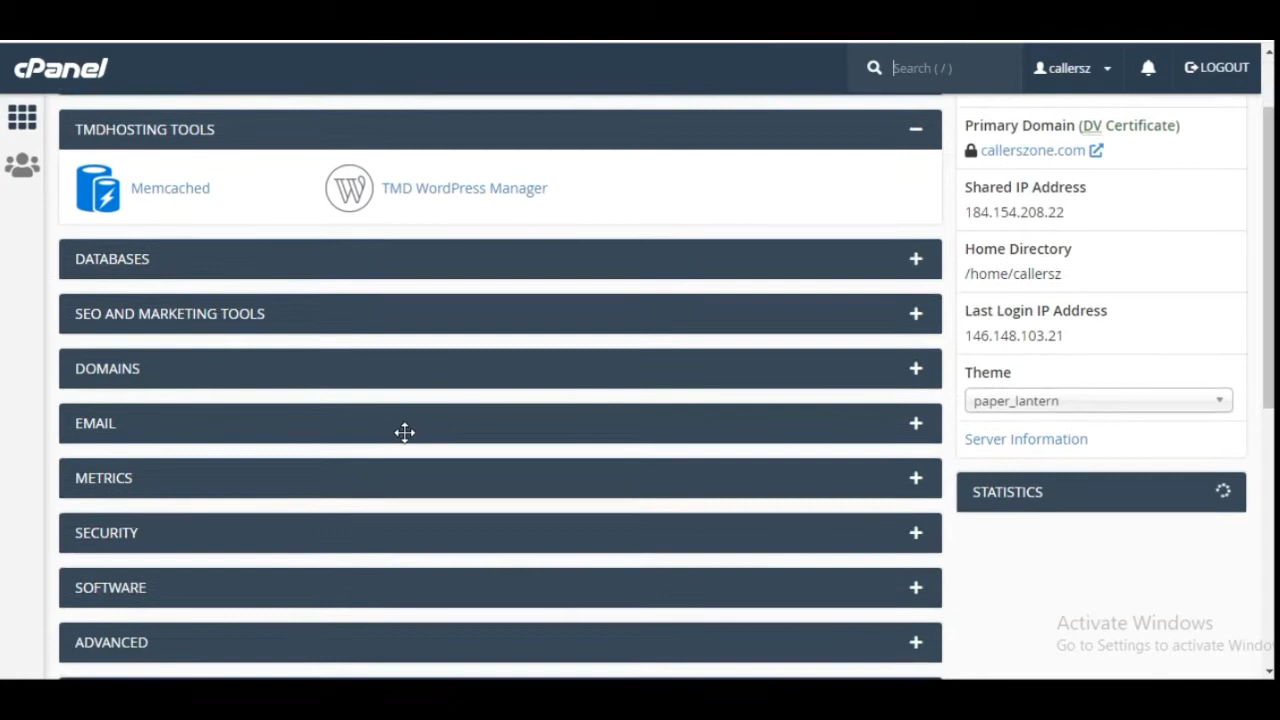 cPanel
Search ( / )
callersz
LOGOUT
TMDHOSTING TOOLS
Memcached
TMD WordPress Manager
DATABASES
SEO AND MARKETING TOOLS
DOMAINS
EMAIL
METRICS
SECURITY
SOFTWARE
ADVANCED
Primary Domain (DV Certificate)
callerszone.com
Shared IP Address
184.154.208.22
Home Directory
/home/callersz
Last Login IP Address
146.148.103.21
Theme
paper_lantern
Server Information
STATISTICS
Activate Windows
Go to Settings to activate Windo